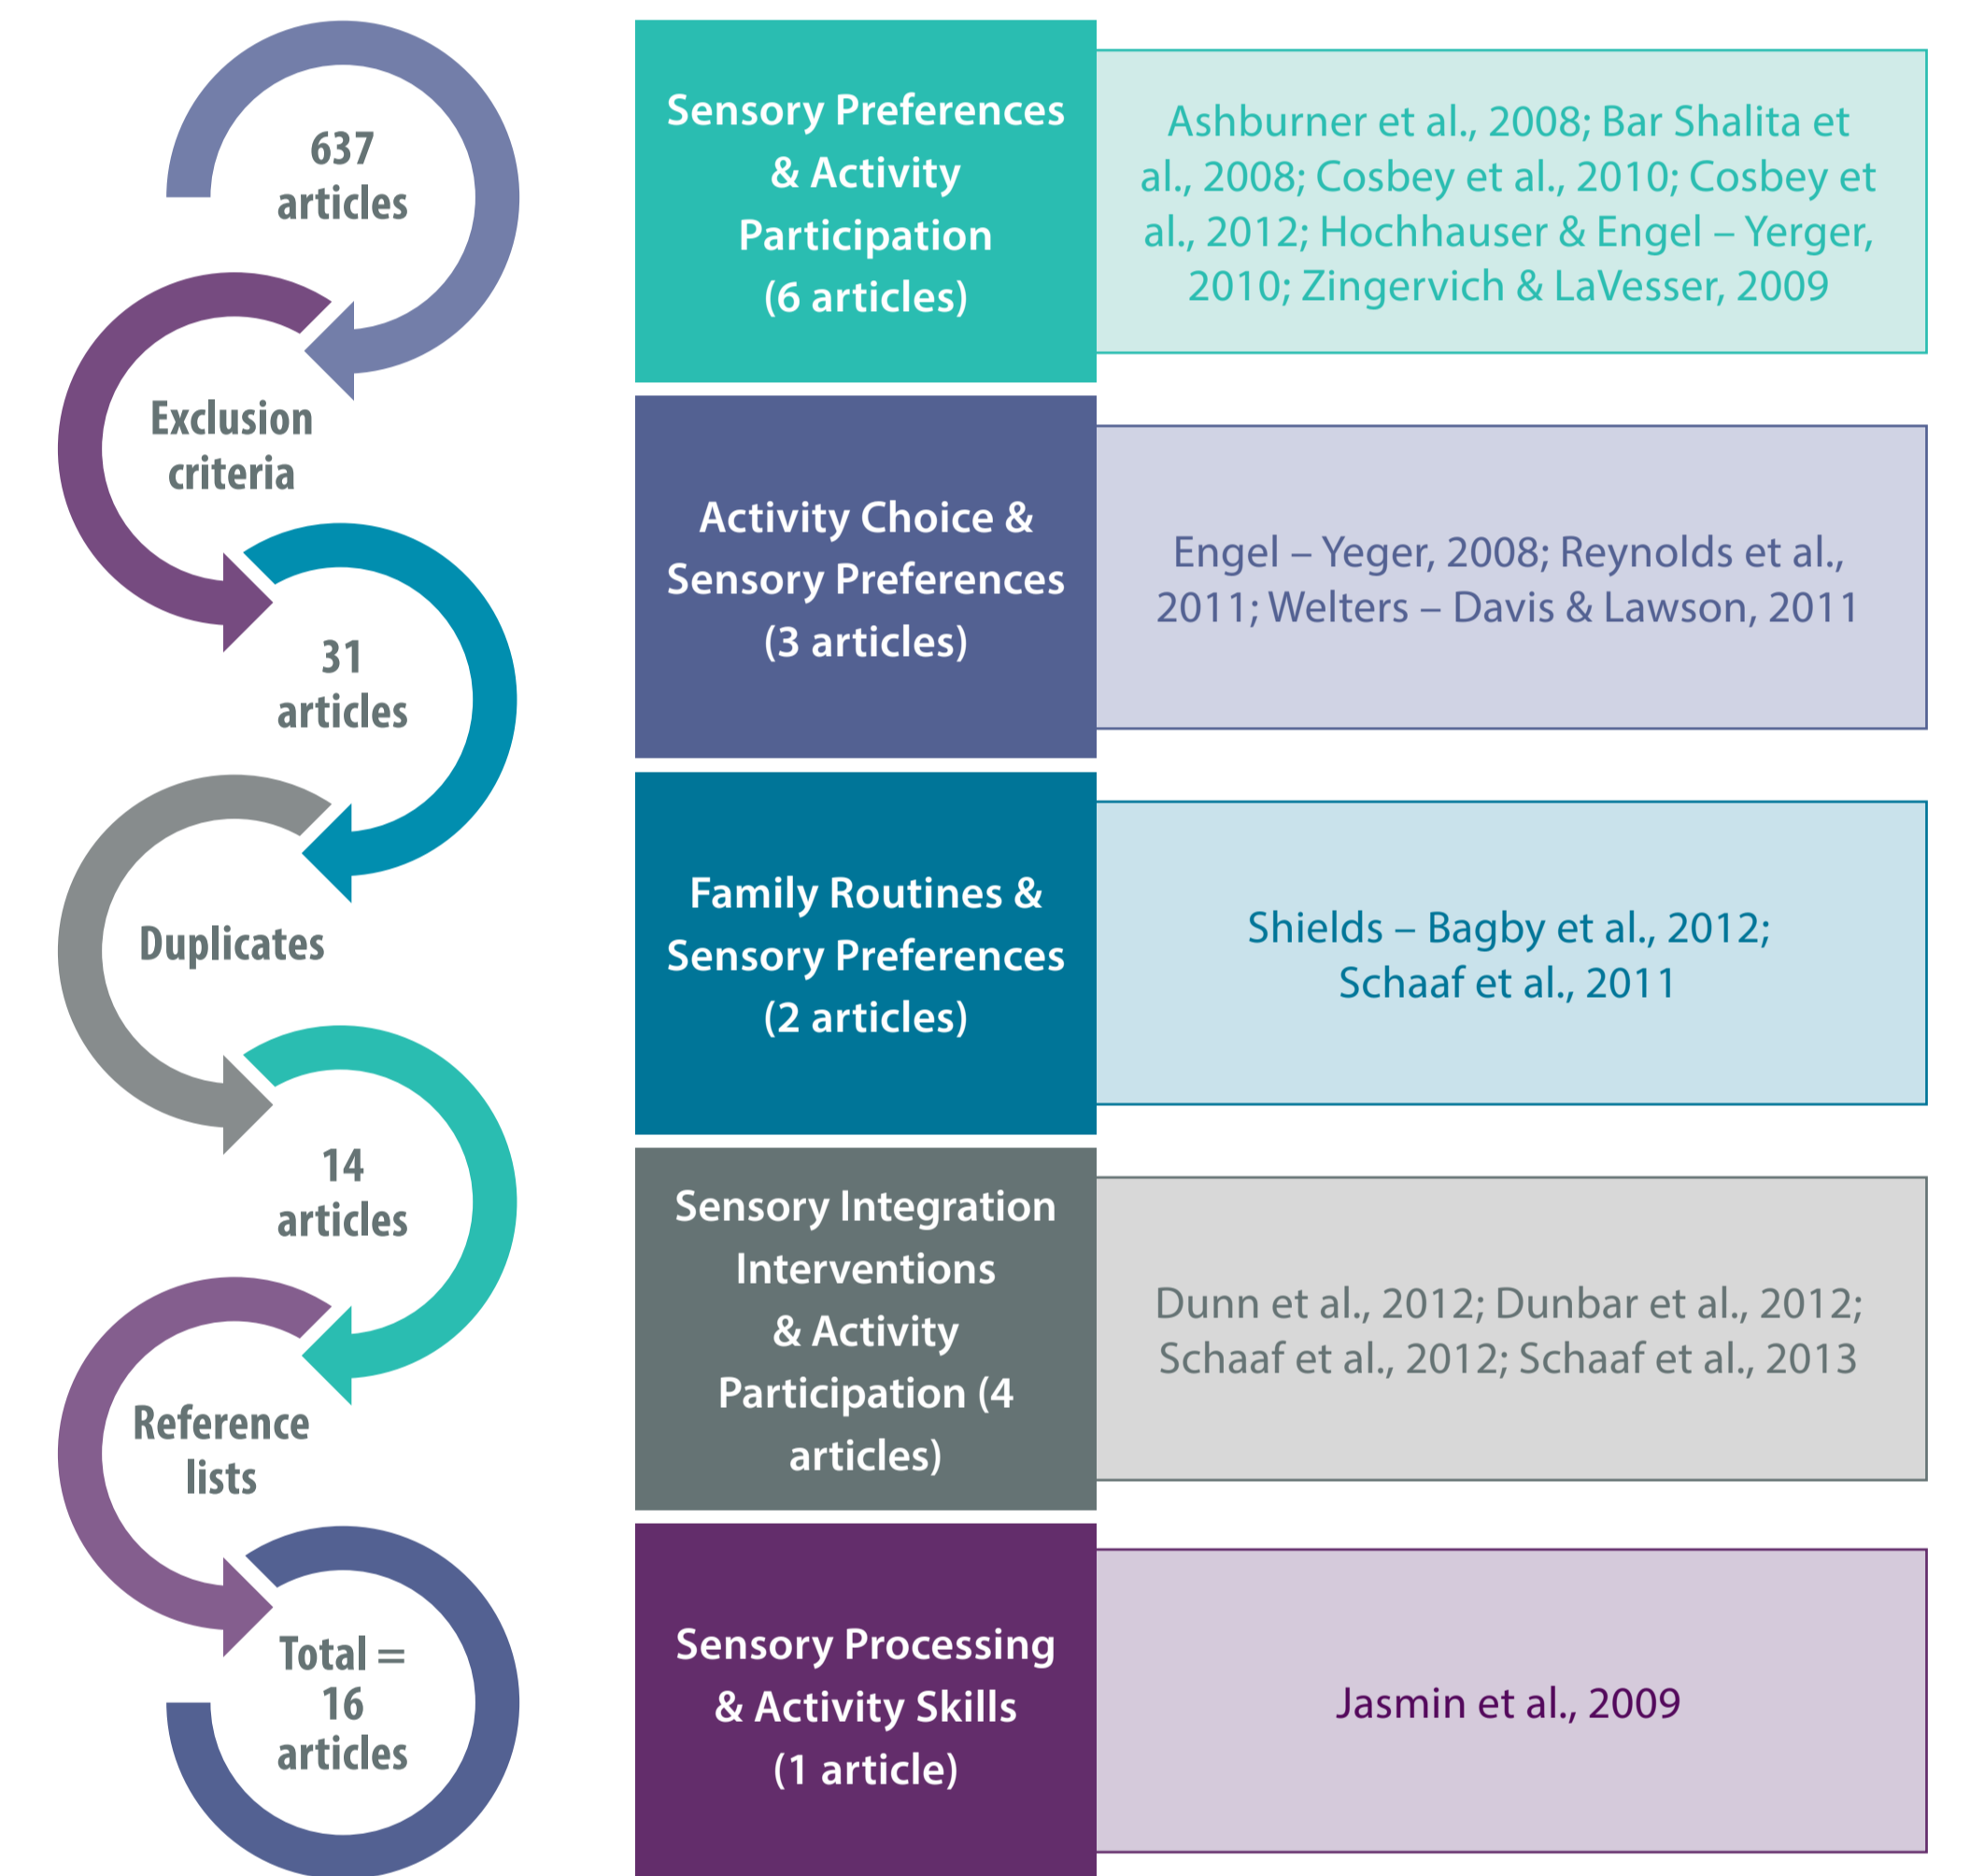 637
articles
Exclusion
criteria
31
articles
Duplicates
14
articles
Reference
lists
Total =
16
articles
Sensory Preferences
& Activity
Participation
(6 articles)
Ashburner et al., 2008; Bar Shalita et
al., 2008; Cosbey et al., 2010; Cosbey et
al., 2012; Hochhauser & Engel – Yerger,
2010; Zingervich & LaVesser, 2009
Activity Choice &
Sensory Preferences
(3 articles)
Engel – Yeger, 2008; Reynolds et al.,
2011; Welters – Davis & Lawson, 2011
Family Routines &
Sensory Preferences
(2 articles)
Shields – Bagby et al., 2012;
Schaaf et al., 2011
Sensory Integration
Interventions
& Activity
Participation (4
articles)
Dunn et al., 2012; Dunbar et al., 2012;
Schaaf et al., 2012; Schaaf et al., 2013
Sensory Processing
& Activity Skills
(1 article)
Jasmin et al., 2009